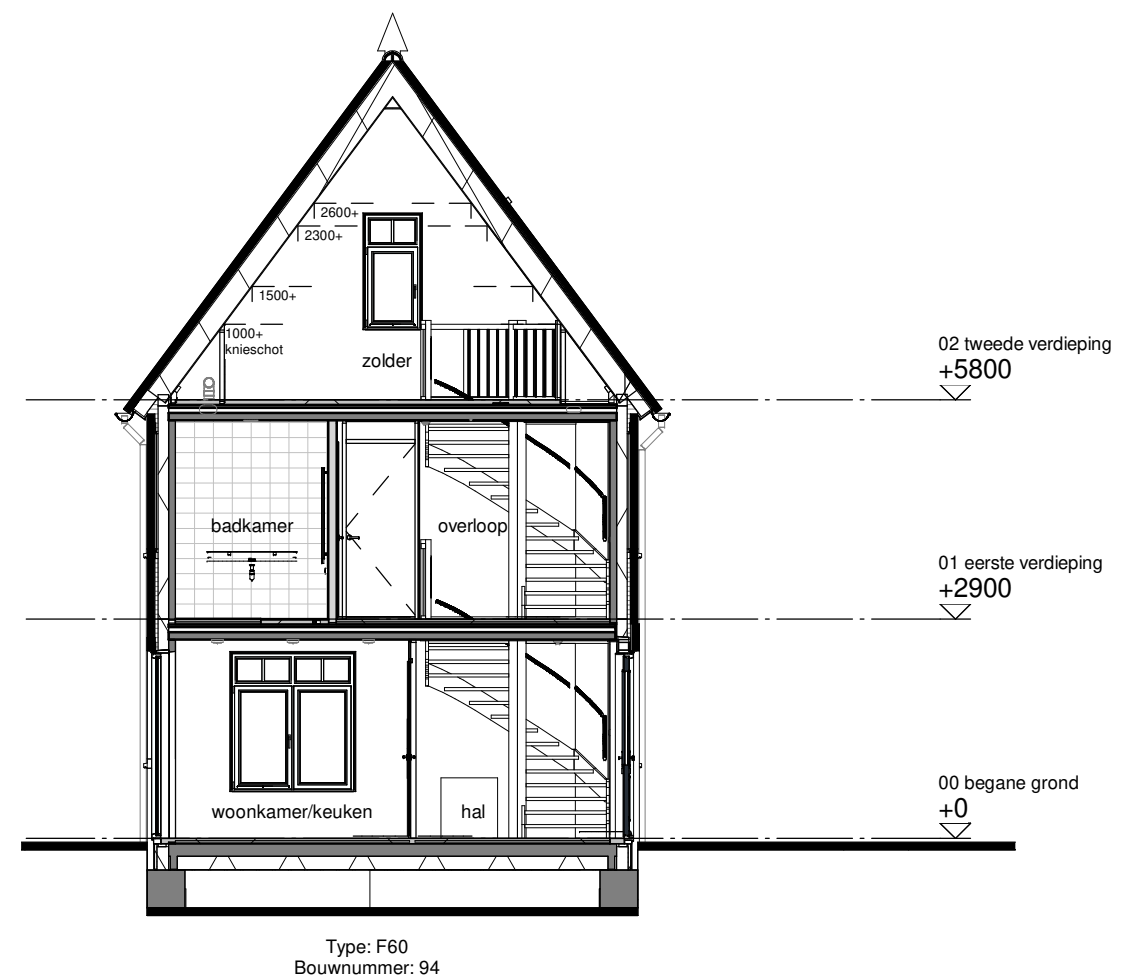 2600+
2300+
1500+
1000+
knieschot
zolder
02 tweede verdieping
+5800
badkamer
overloop
01 eerste verdieping
+2900
woonkamer/keuken
hal
00 begane grond
+0
Type: F60
Bouwnummer: 94